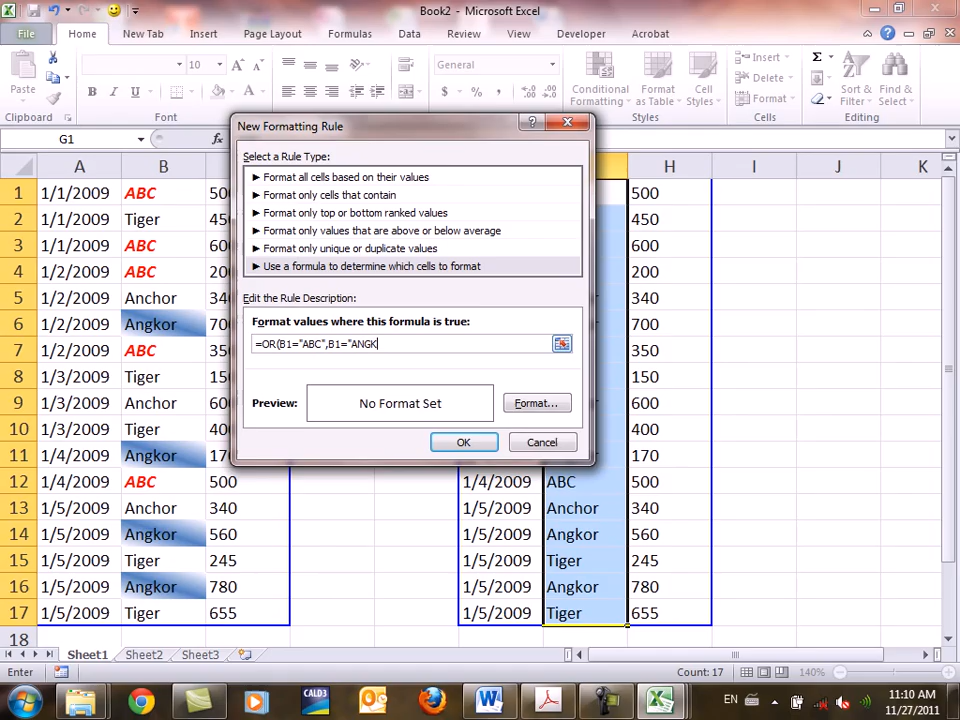 Book2 - Microsoft Excel
File Home New Tab Insert Page Layout Formulas Data Review View Developer Acrobat
Paste
10
B I U
A A
General
$ % ,
Conditional Formatting
Format as Table
Cell Styles
Insert
Delete
Format
Σ
Sort & Filter
Find & Select
Clipboard Font Styles Cells Editing
G1 fx
A B H I J K
1 1/1/2009 ABC 500
2 1/1/2009 Tiger 450
3 1/1/2009 ABC 600
4 1/2/2009 ABC 200
5 1/2/2009 Anchor 340
6 1/2/2009 Angkor 700
7 1/2/2009 ABC 350
8 1/3/2009 Tiger 150
9 1/3/2009 Anchor 600
10 1/3/2009 Tiger 400
11 1/4/2009 Angkor 170
12 1/4/2009 ABC 500 1/4/2009 ABC 500
13 1/5/2009 Anchor 340 1/5/2009 Anchor 340
14 1/5/2009 Angkor 560 1/5/2009 Angkor 560
15 1/5/2009 Tiger 245 1/5/2009 Tiger 245
16 1/5/2009 Angkor 780 1/5/2009 Angkor 780
17 1/5/2009 Tiger 655 1/5/2009 Tiger 655
18
New Formatting Rule
Select a Rule Type:
► Format all cells based on their values
► Format only cells that contain
► Format only top or bottom ranked values
► Format only values that are above or below average
► Format only unique or duplicate values
► Use a formula to determine which cells to format
Edit the Rule Description:
Format values where this formula is true:
=OR(B1="ABC",B1="ANGK
Preview: No Format Set Format...
OK Cancel
Sheet1 Sheet2 Sheet3
Enter Count: 17 140%
CALD3 EN 11:10 AM
11/27/2011